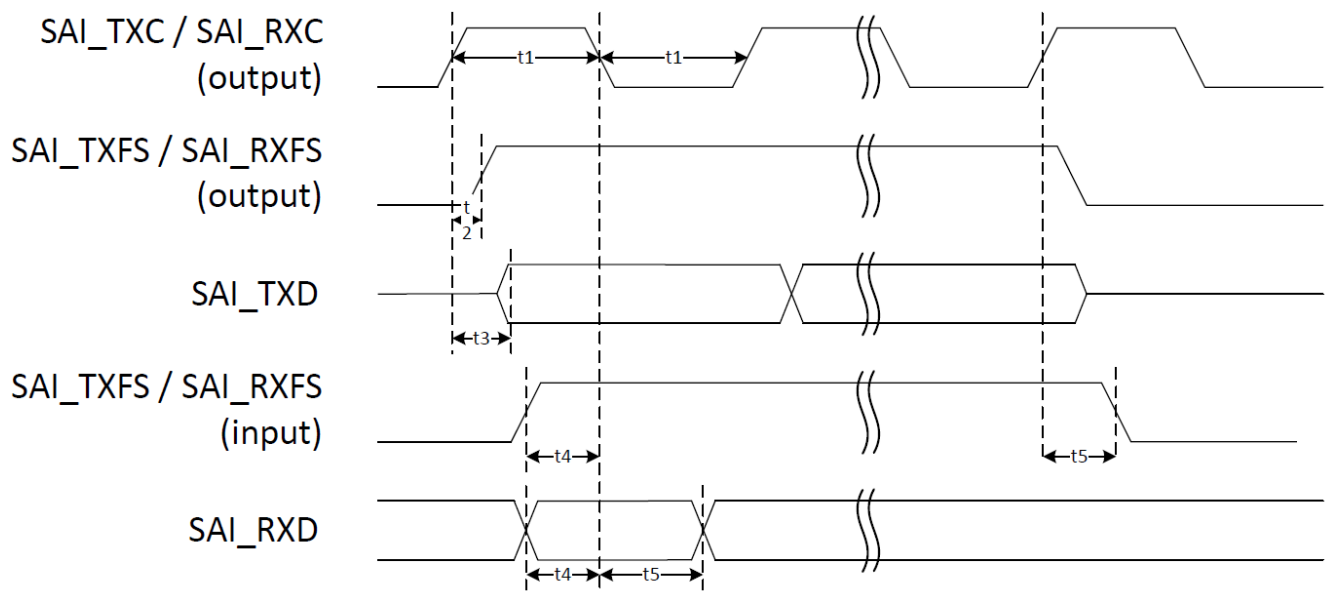 SAI_TXC / SAI_RXC
(output)
t1
t1
SAI_TXFS / SAI_RXFS
(output)
t
2
SAI_TXD
t3
SAI_TXFS / SAI_RXFS
(input)
t4
t5
SAI_RXD
t4
t5